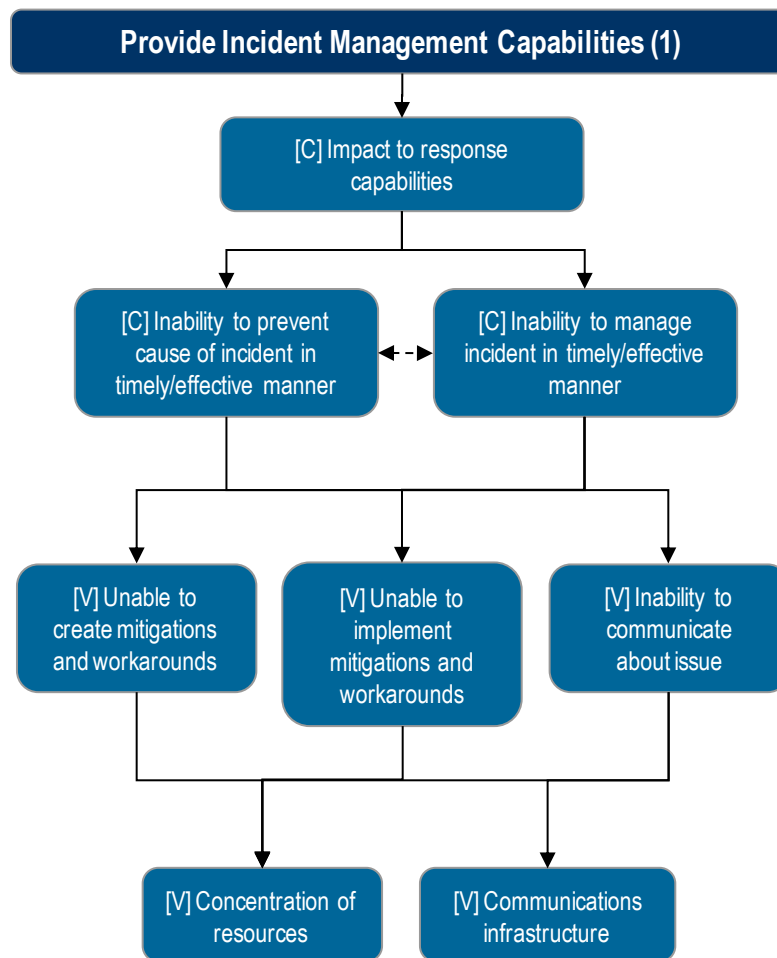 Provide Incident Management Capabilities (1)
[C] Impact to response
capabilities
[C] Inability to prevent
cause of incident in
timely/effective manner
[C] Inability to manage
incident in timely/effective
manner
[V] Unable to
create mitigations
and workarounds
[V] Unable to
implement
mitigations and
workarounds
[V] Inability to
communicate
about issue
[V] Concentration of
resources
[V] Communications
infrastructure